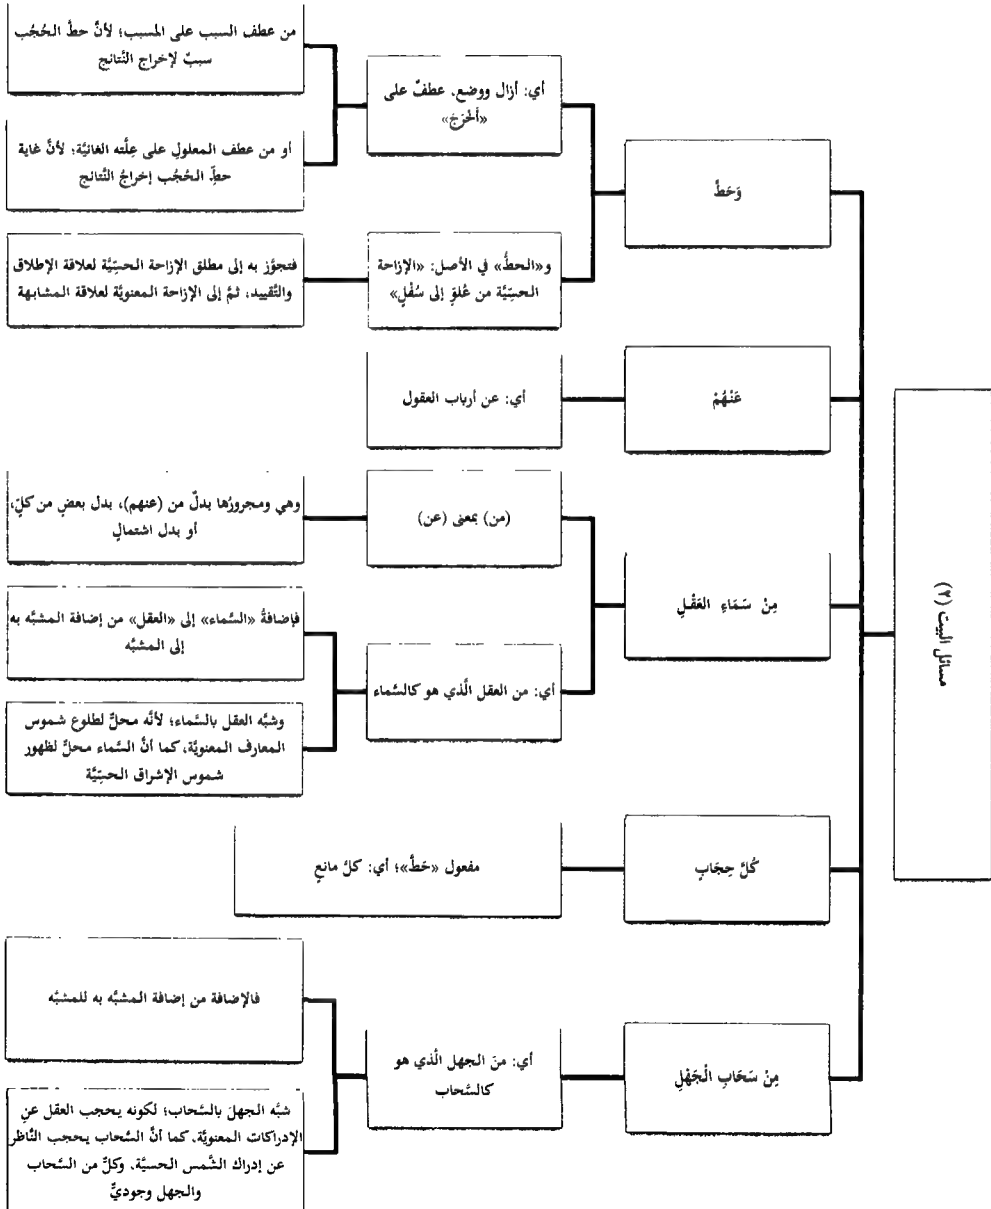 مسائل البيت (٢)
وَحَطَّ
أي: أزال ووضع، عطفٌ على
«أَخْرَجَ»
من عطف السبب على المسبب؛ لأنَّ حطَّ الحُجُب
سببٌ لإخراج النَّتائج
أو من عطف المعلولِ على عِلَّته الغائيَّة؛ لأنَّ غاية
حطِّ الحُجُب إخراجُ النَّتائج
و«الحطُّ» في الأصل: «الإزاحة
الحسِّيَّة من عُلوٍ إلى سُفْلٍ»
فتجوَّز به إلى مطلق الإزاحة الحسِّيَّة لعلاقة الإطلاق
والتَّقييد، ثمَّ إلى الإزاحة المعنويَّة لعلاقة المشابهة
عَنْهُمْ
أي: عن أرباب العقول
مِنْ سَمَاءِ العَقْلِ
(من) بمعنى (عن)
وهي ومجرورُها بدلٌ من (عنهم)، بدل بعضٍ من كلٍّ،
أو بدل اشتمالٍ
أي: من العقل الَّذي هو كالسَّماء
فإضافةُ «السَّماء» إلى «العقل» من إضافة المشبَّه به
إلى المشبَّه
وشبَّه العقل بالسَّماء؛ لأنَّه محلٌّ لطلوع شموس
المعارف المعنويَّة، كما أنَّ السَّماء محلٌّ لظهور
شموس الإشراق الحسِّيَّة
كُلَّ حِجَابٍ
مفعول «حَطَّ»؛ أي: كلَّ مانعٍ
مِنْ سَحَابِ الْجَهْلِ
أي: منَ الجهل الَّذي هو
كالسَّحاب
فالإضافة من إضافة المشبَّه به للمشبَّه
شبَّه الجهلَ بالسَّحاب؛ لكونه يحجب العقل عنِ
الإدراكات المعنويَّة، كما أنَّ السَّحاب يحجب النَّاظر
عن إدراك الشَّمس الحسيَّة، وكلٌّ من السَّحاب
والجهل وجوديٌّ